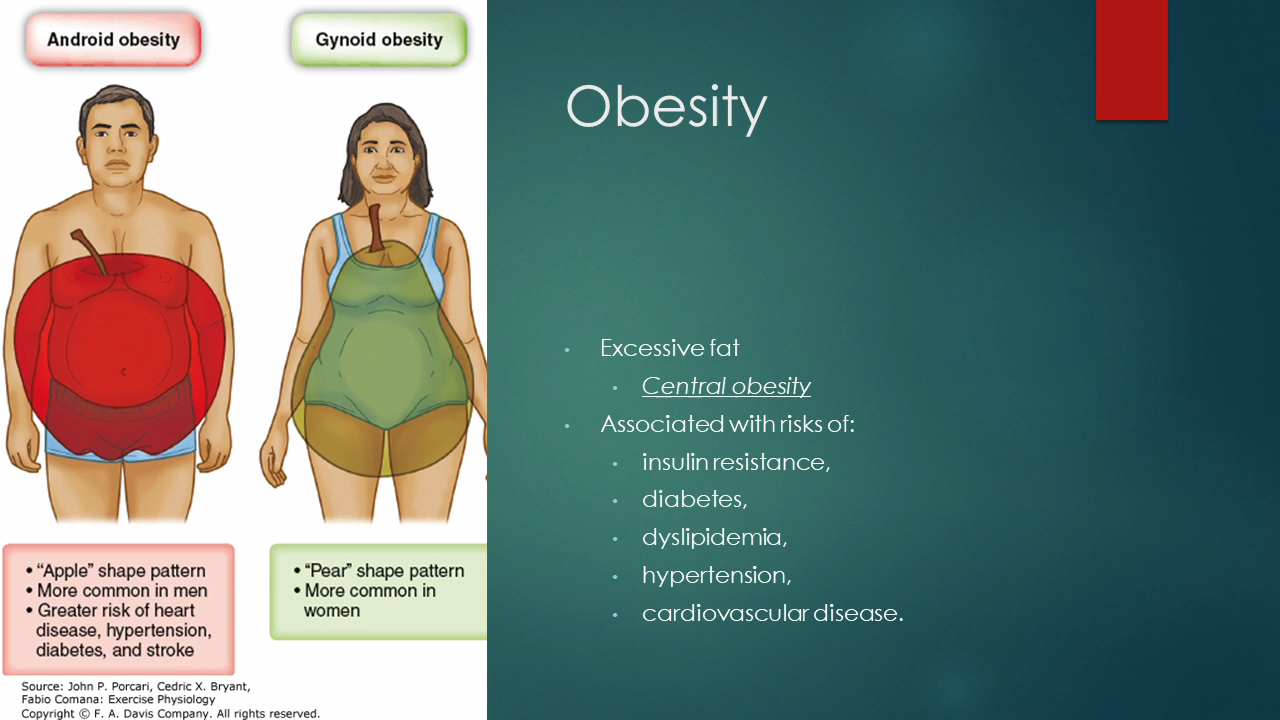 Android obesity
Gynoid obesity
• “Apple” shape pattern
• More common in men
• Greater risk of heart
disease, hypertension,
diabetes, and stroke
• “Pear” shape pattern
• More common in
women
Source: John P. Porcari, Cedric X. Bryant,
Fabio Comana: Exercise Physiology
Copyright © F. A. Davis Company. All rights reserved.
Obesity
• Excessive fat
• Central obesity
• Associated with risks of:
• insulin resistance,
• diabetes,
• dyslipidemia,
• hypertension,
• cardiovascular disease.